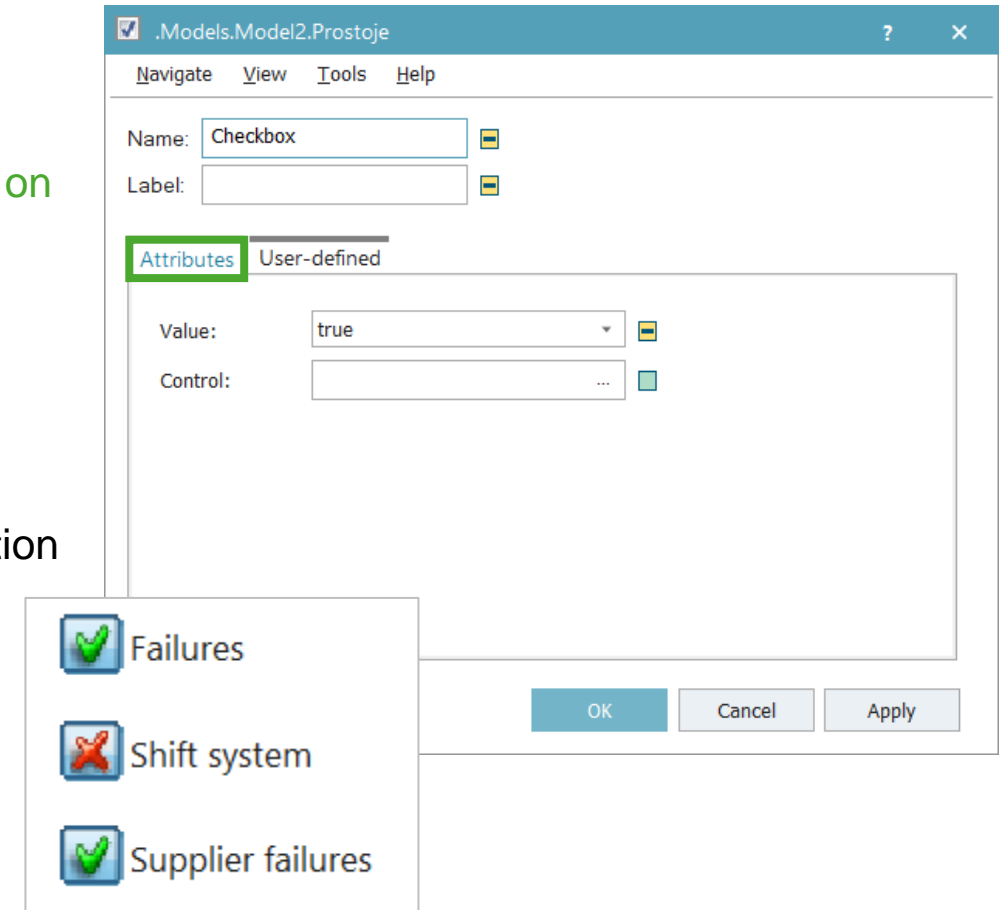 .Models.Model2.Prostoje ? ×
Navigate View Tools Help
Name: Checkbox
on
Label:
Attributes User-defined
Value: true
Control: ...
tion
OK Cancel Apply
Failures
Shift system
Supplier failures